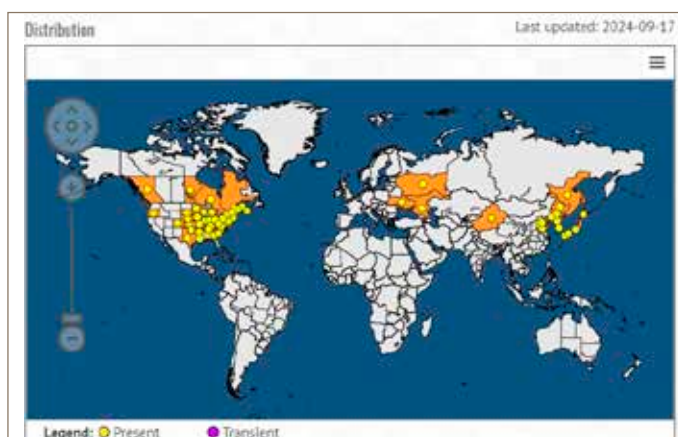 Distribution
Last updated: 2024-09-17
Legend: Present Transient